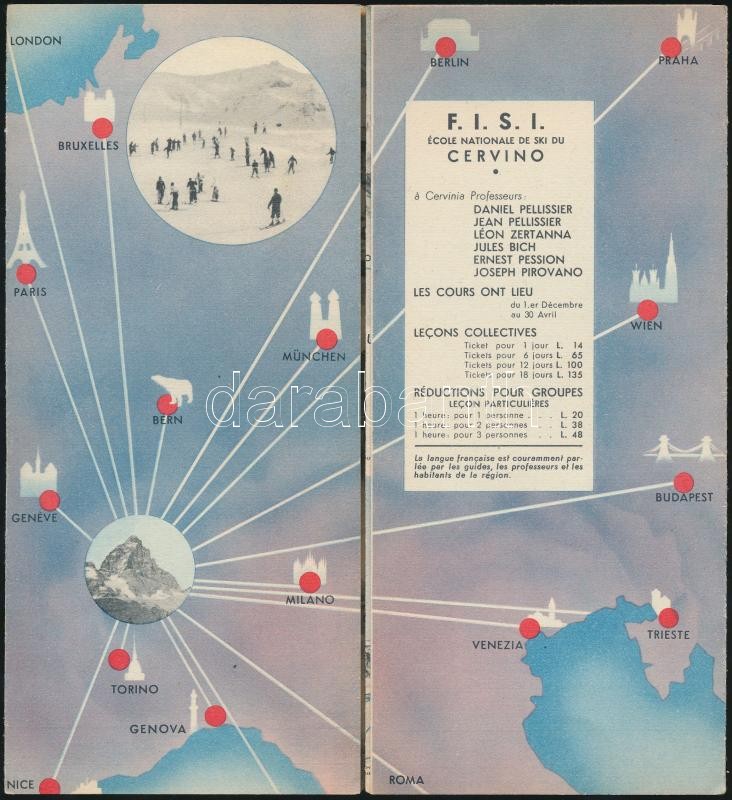 LONDON
BRUXELLES
PARIS
MÜNCHEN
BERN
GENÈVE
MILANO
TORINO
GENOVA
NICE
BERLIN
PRAHA
F. I. S. I.
ÉCOLE NATIONALE DE SKI DU
CERVINO
à Cervinia Professeurs:
DANIEL PELLISSIER
JEAN PELLISSIER
LÉON ZERTANNA
JULES BICH
ERNEST PESSION
JOSEPH PIROVANO
LES COURS ONT LIEU
du 1.er Décembre
au 30 Avril
LEÇONS COLLECTIVES
Ticket pour 1 jour L. 14
Tickets pour 6 jours L. 65
Tickets pour 12 jours L. 100
Tickets pour 18 jours L. 135
RÉDUCTIONS POUR GROUPES
LEÇON PARTICULIÈRES
1 heure: pour 1 personne . . . L. 20
1 heure: pour 2 personnes . . . L. 38
1 heure: pour 3 personnes . . . L. 48
La langue française est couramment par-
lée par les guides, les professeurs et les
habitants de la région.
WIEN
BUDAPEST
VENEZIA
TRIESTE
ROMA
darabanth